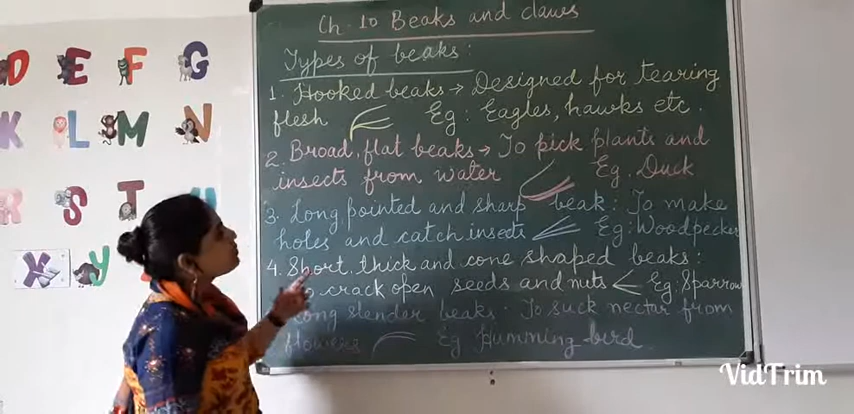 Ch. 10 Beaks and claws
Types of beaks:
1. Hooked beaks → Designed for tearing
flesh Eg: Eagles, hawks etc.
2. Broad, flat beaks → To pick plants and
insects from water Eg: Duck
3. Long pointed and sharp beak: To make
holes and catch insects Eg: Woodpecker
4. Short, thick and cone shaped beaks:
crack open seeds and nuts Eg: Sparrow
Long slender beaks - To suck nectar from
flowers Eg Humming bird
D E F G
K L M N
R S T U
X Y
VidTrim